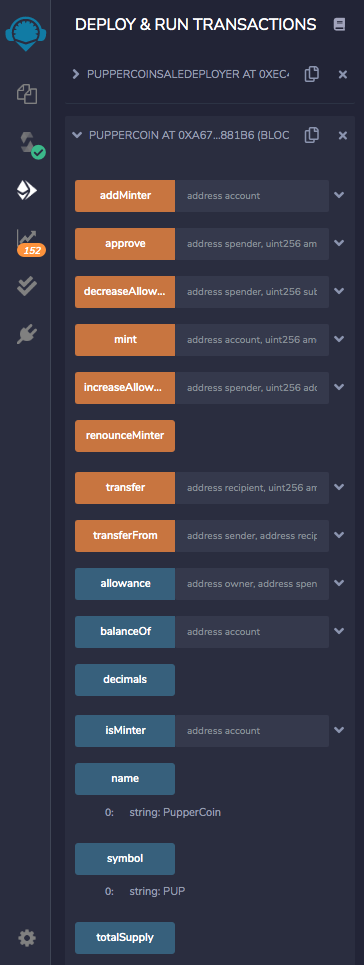 DEPLOY & RUN TRANSACTIONS
PUPPERCOINSALEDEPLOYER AT 0XEC4
PUPPERCOIN AT 0XA67...881B6 (BLOC
addMinter address account
approve address spender, uint256 am
decreaseAllow... address spender, uint256 sub
mint address account, uint256 am
increaseAllow... address spender, uint256 add
renounceMinter
transfer address recipient, uint256 am
transferFrom address sender, address recip
allowance address owner, address spen
balanceOf address account
decimals
isMinter address account
name
0: string: PupperCoin
symbol
0: string: PUP
totalSupply
152